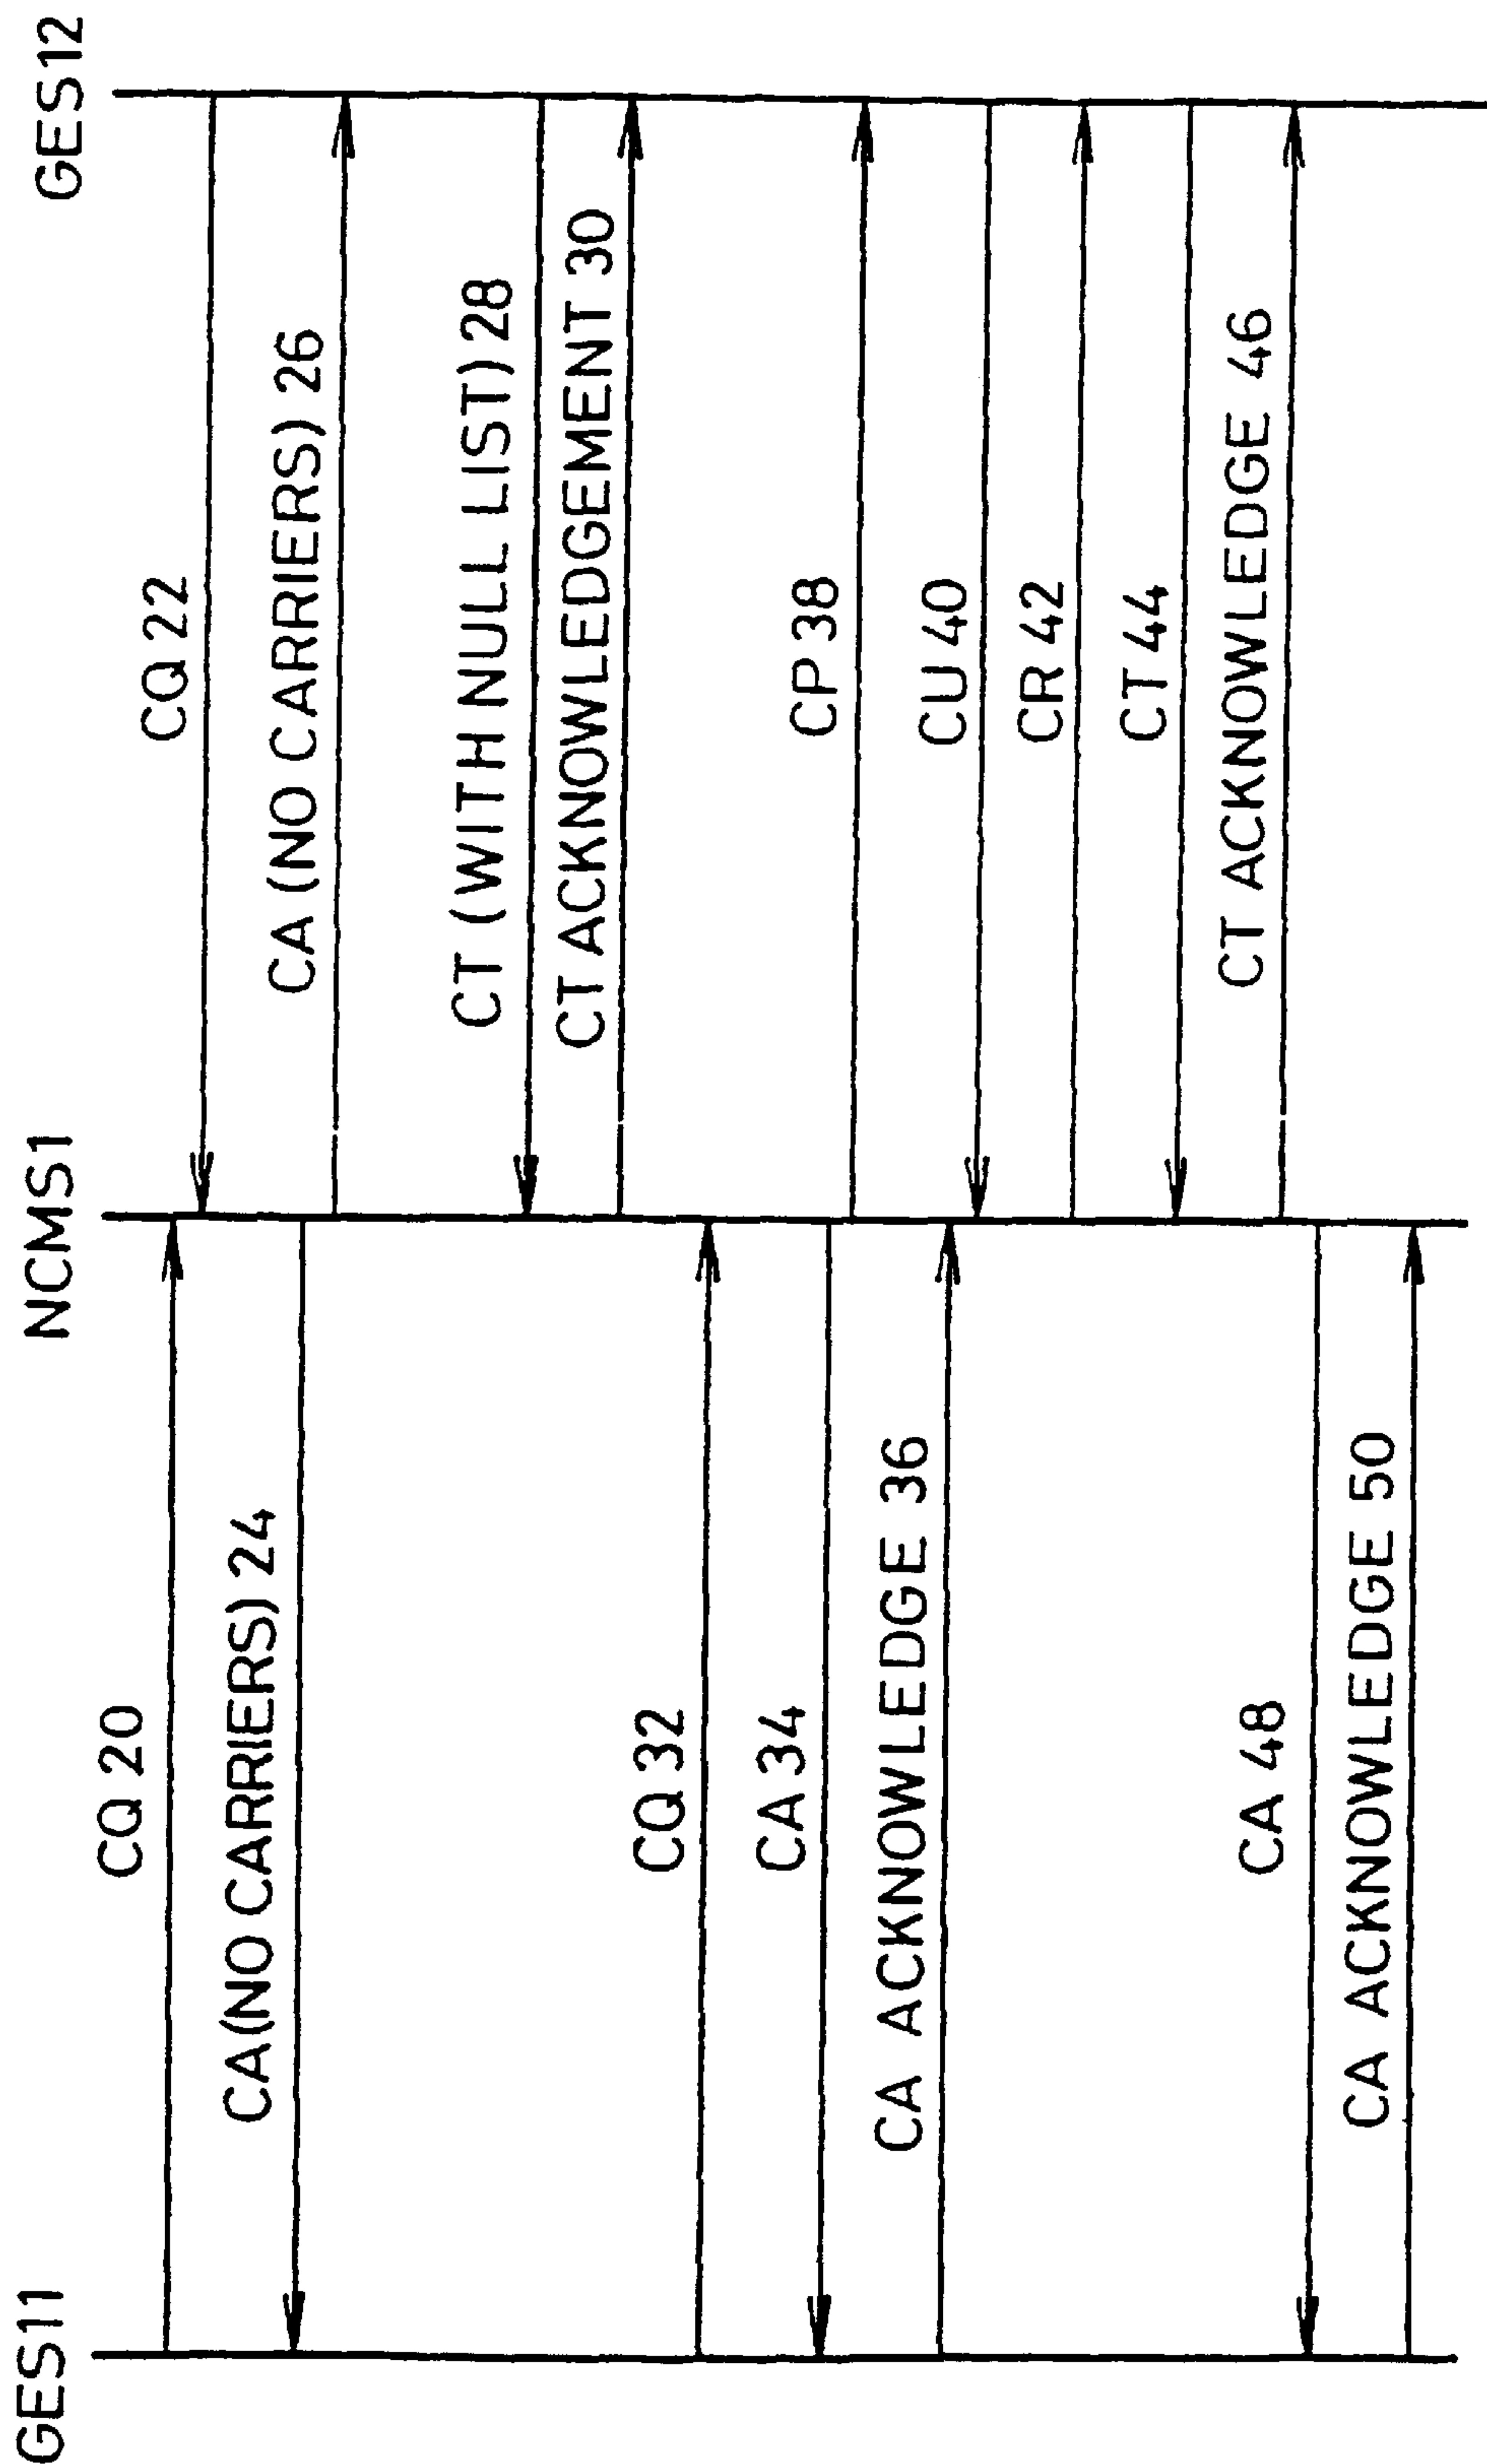 GES11
NCMS1
GES12
CQ 20
CQ 22
CA (NO CARRIERS) 24
CA (NO CARRIERS) 26
CT (WITH NULL LIST) 28
CT ACKNOWLEDGEMENT 30
CQ 32
CA 34
CP 38
CA ACKNOWLEDGE 36
CU 40
CR 42
CT 44
CT ACKNOWLEDGE 46
CA 48
CA ACKNOWLEDGE 50